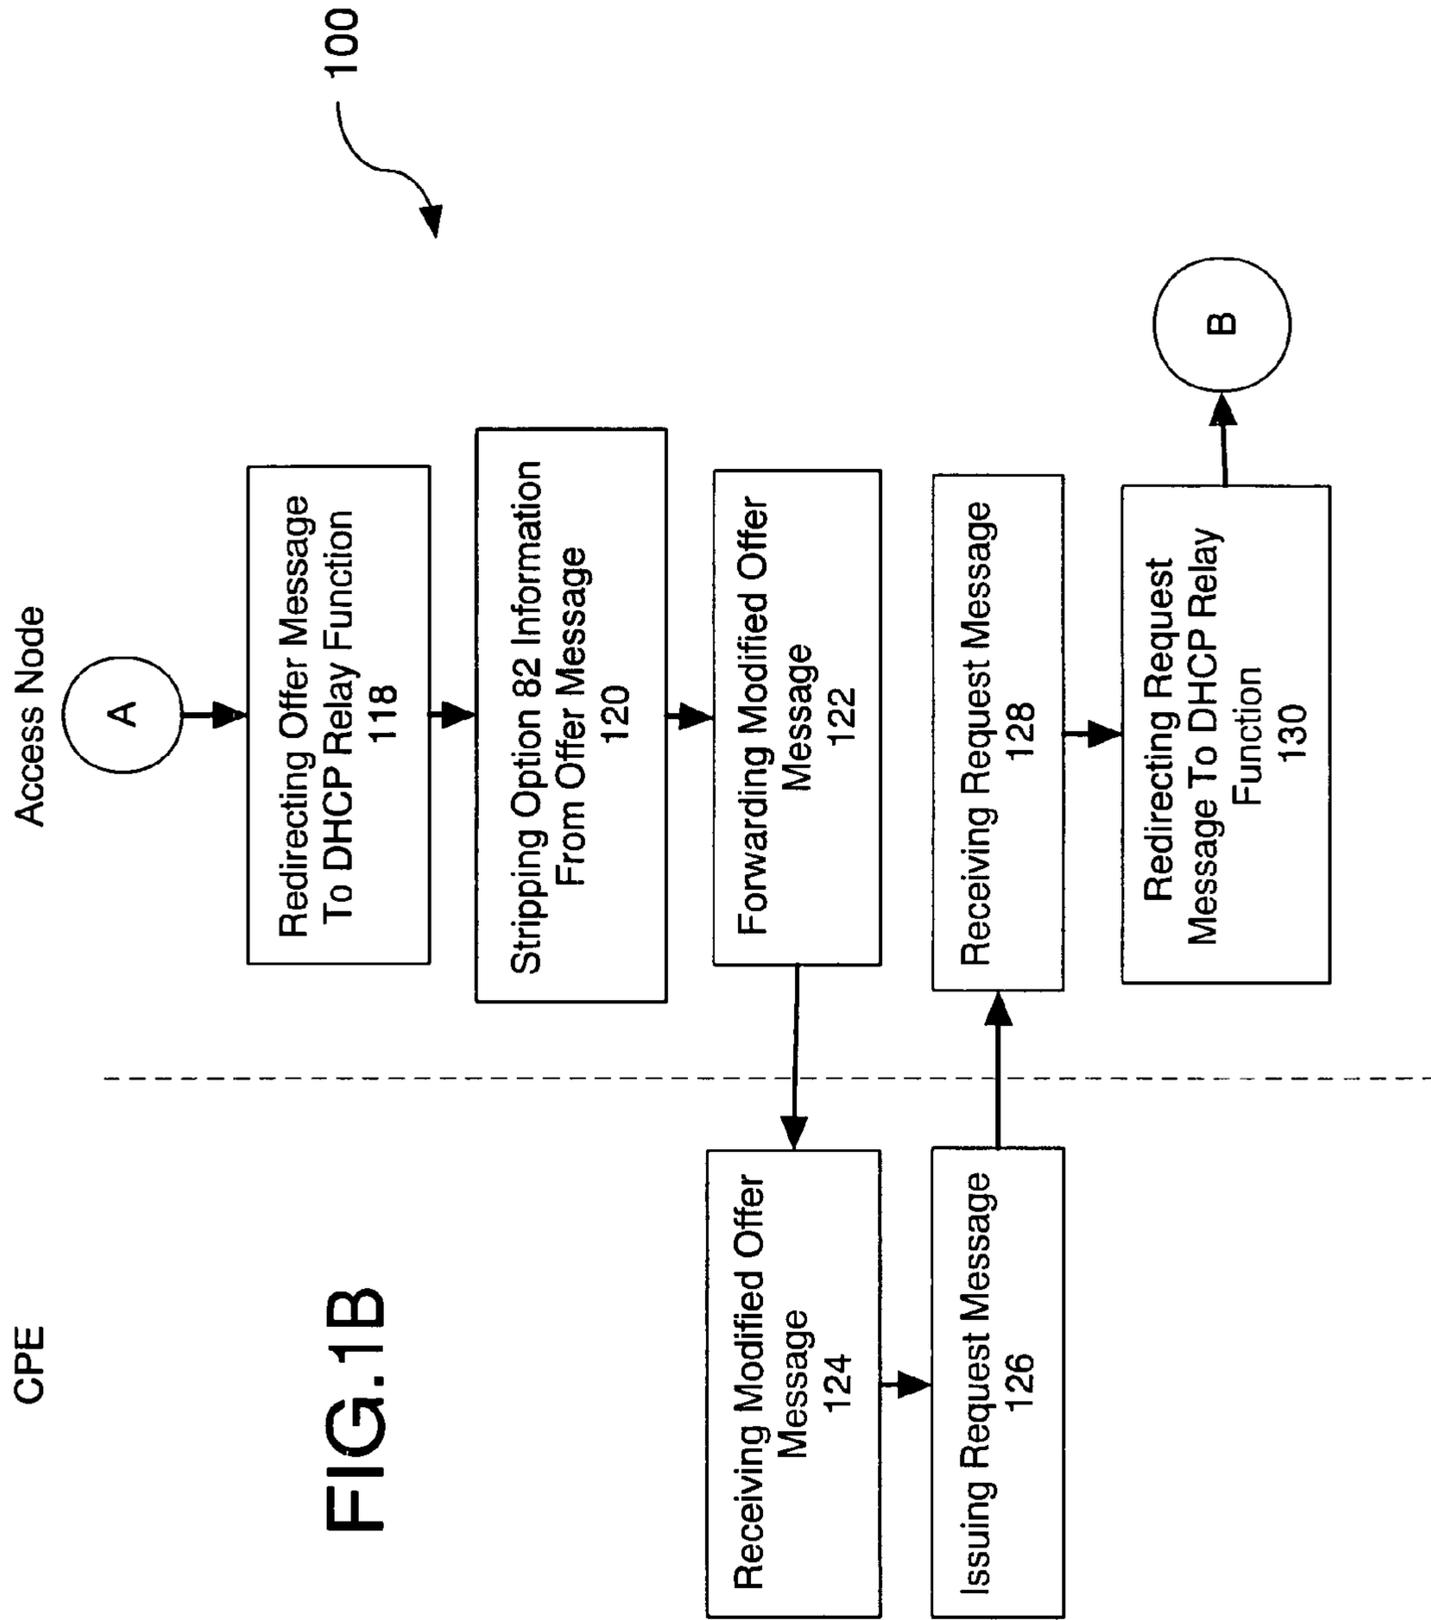 CPE
Access Node
FIG.1B
100
A
Redirecting Offer Message
To DHCP Relay Function
118
Stripping Option 82 Information
From Offer Message
120
Forwarding Modified Offer
Message
122
Receiving Modified Offer
Message
124
Issuing Request Message
126
Receiving Request Message
128
Redirecting Request
Message To DHCP Relay
Function
130
B